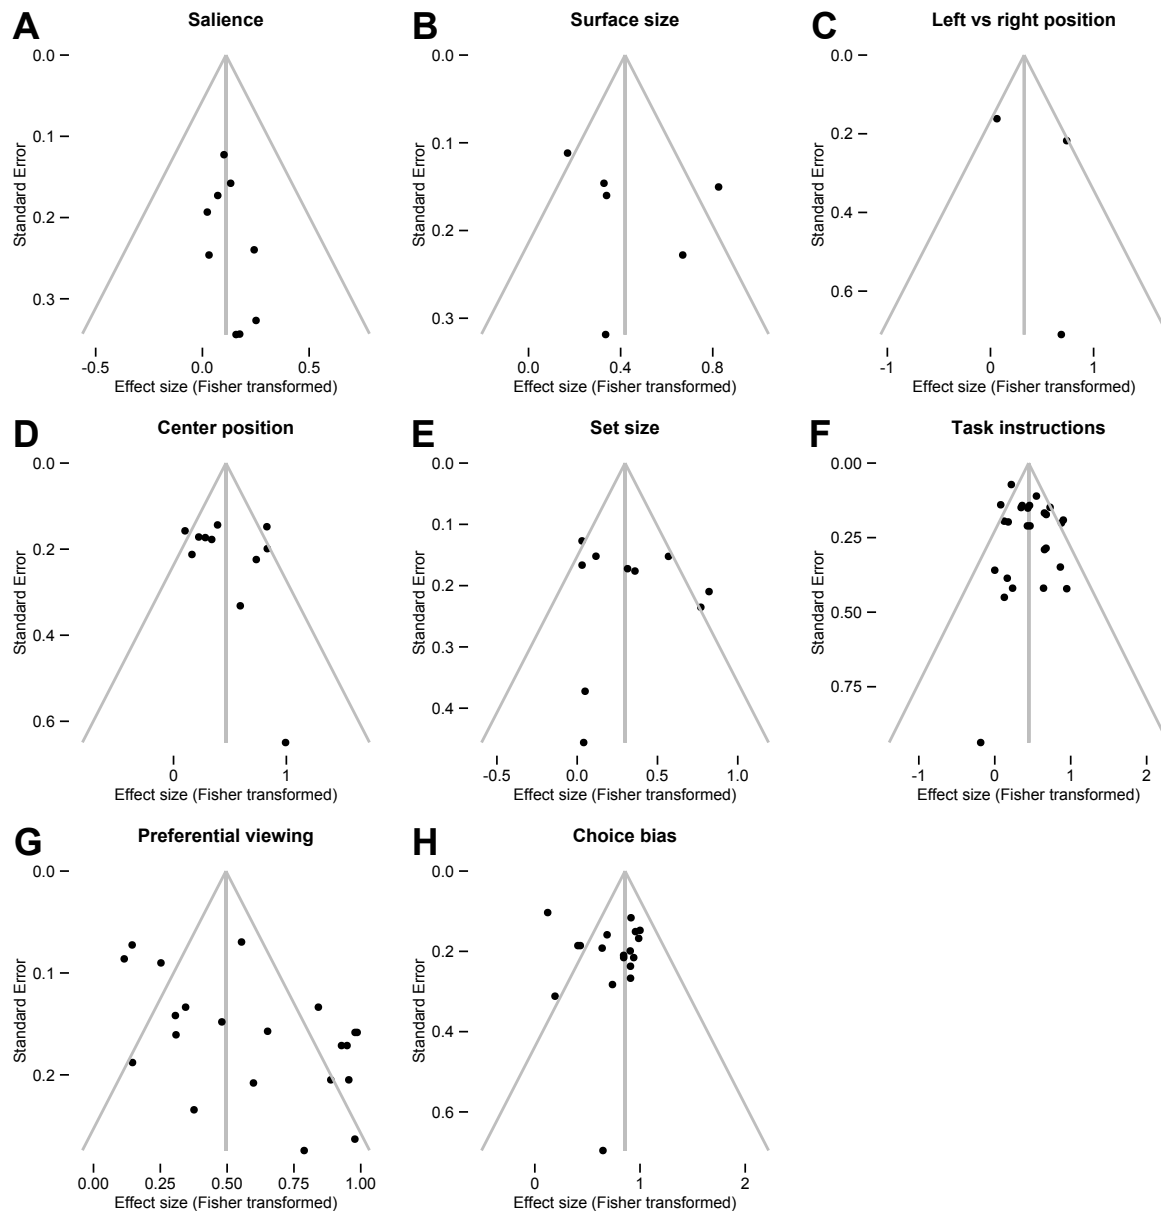 A Salience
Standard Error
0.0
0.1
0.2
0.3
-0.5 0.0 0.5
Effect size (Fisher transformed)
B Surface size
Standard Error
0.0
0.1
0.2
0.3
0.0 0.4 0.8
Effect size (Fisher transformed)
C Left vs right position
Standard Error
0.0
0.2
0.4
0.6
-1 0 1
Effect size (Fisher transformed)
D Center position
Standard Error
0.0
0.2
0.4
0.6
0 1
Effect size (Fisher transformed)
E Set size
Standard Error
0.0
0.1
0.2
0.3
0.4
-0.5 0.0 0.5 1.0
Effect size (Fisher transformed)
F Task instructions
Standard Error
0.00
0.25
0.50
0.75
-1 0 1 2
Effect size (Fisher transformed)
G Preferential viewing
Standard Error
0.0
0.1
0.2
0.00 0.25 0.50 0.75 1.00
Effect size (Fisher transformed)
H Choice bias
Standard Error
0.0
0.2
0.4
0.6
0 1 2
Effect size (Fisher transformed)